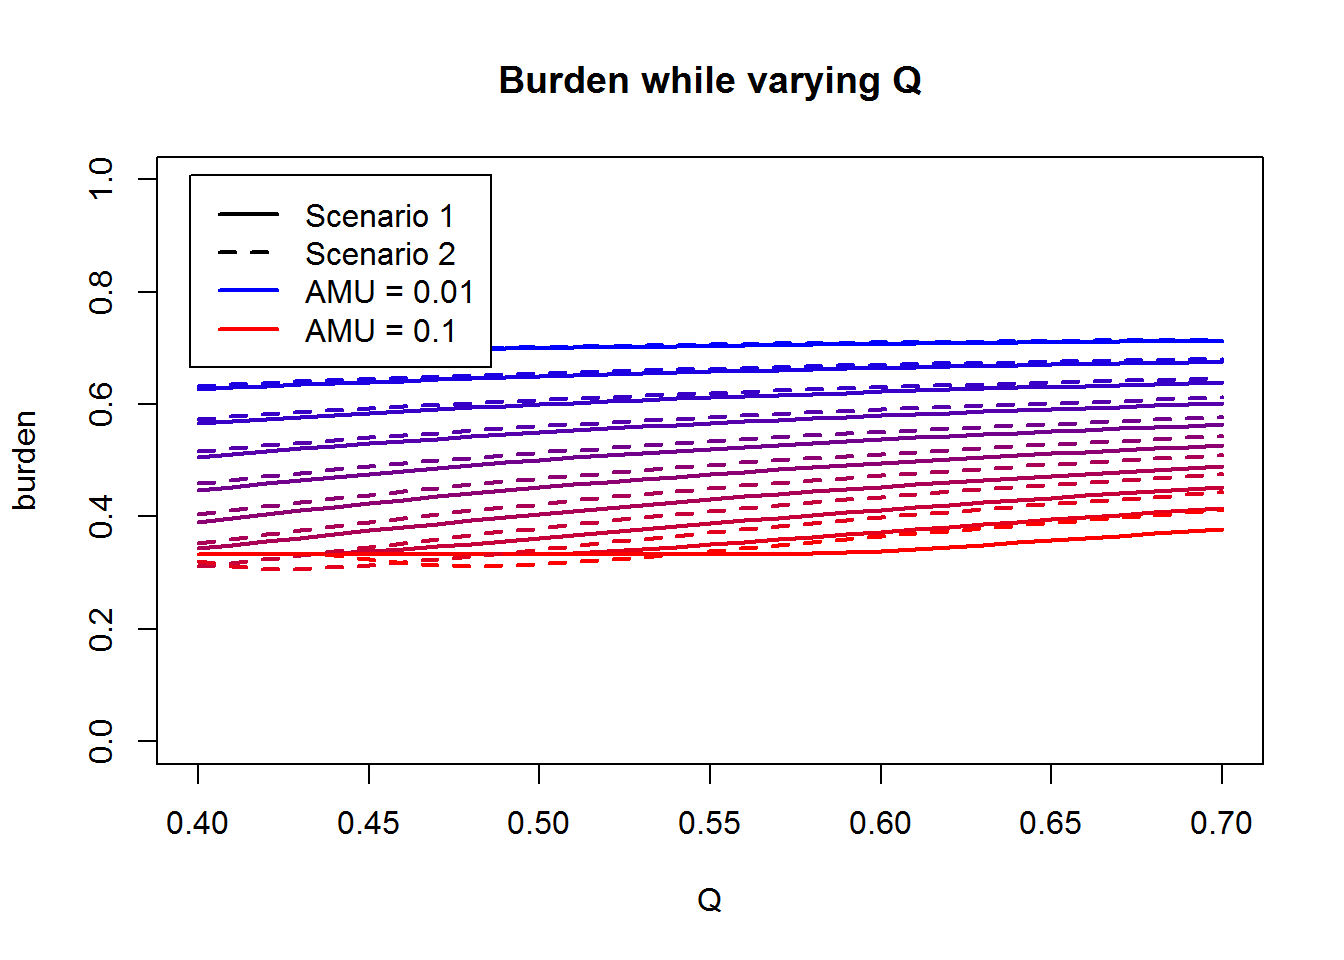 Burden while varying Q
burden
1.0
0.8
0.6
0.4
0.2
0.0
Scenario 1
Scenario 2
AMU = 0.01
AMU = 0.1
0.40 0.45 0.50 0.55 0.60 0.65 0.70
Q